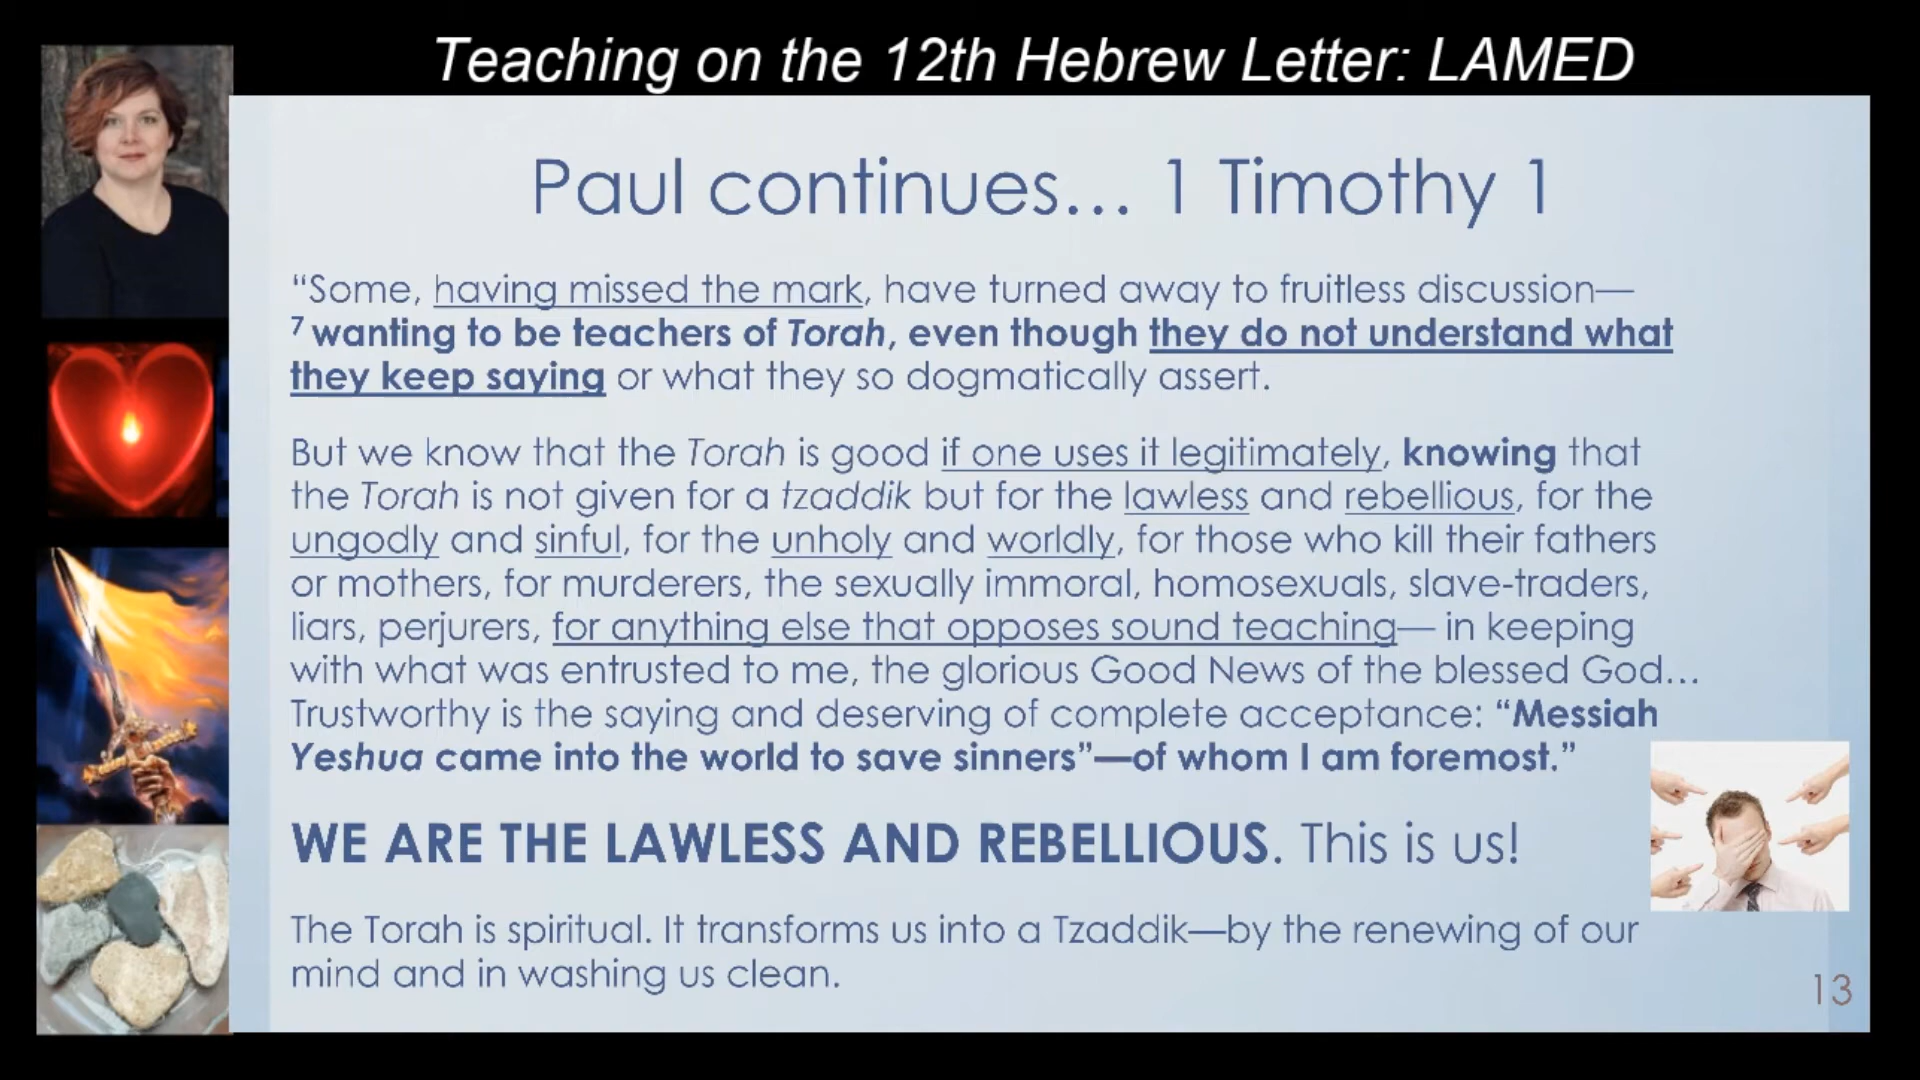 Teaching on the 12th Hebrew Letter: LAMED
Paul continues... 1 Timothy 1
“Some, having missed the mark, have turned away to fruitless discussion—
7 wanting to be teachers of Torah, even though they do not understand what
they keep saying or what they so dogmatically assert.
But we know that the Torah is good if one uses it legitimately, knowing that
the Torah is not given for a tzaddik but for the lawless and rebellious, for the
ungodly and sinful, for the unholy and worldly, for those who kill their fathers
or mothers, for murderers, the sexually immoral, homosexuals, slave-traders,
liars, perjurers, for anything else that opposes sound teaching— in keeping
with what was entrusted to me, the glorious Good News of the blessed God...
Trustworthy is the saying and deserving of complete acceptance: “Messiah
Yeshua came into the world to save sinners”—of whom I am foremost.”
WE ARE THE LAWLESS AND REBELLIOUS. This is us!
The Torah is spiritual. It transforms us into a Tzaddik—by the renewing of our
mind and in washing us clean.
13